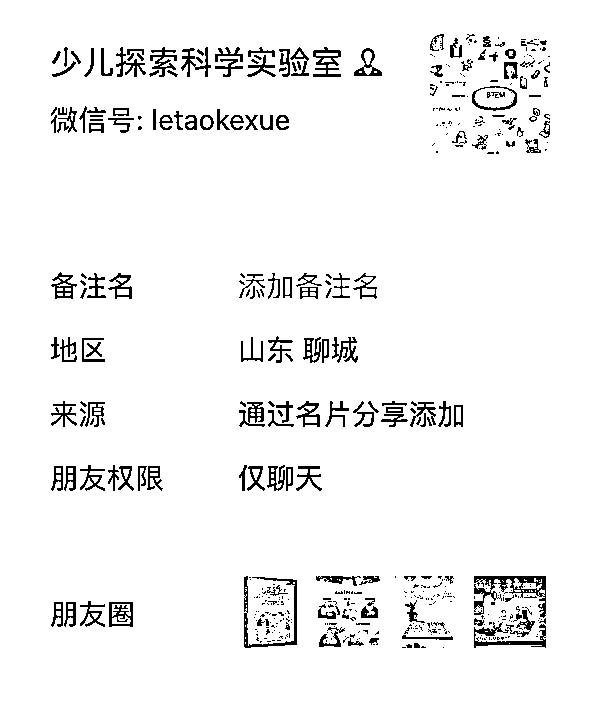 少儿探索科学实验室
微信号: letaokexue
STEM
备注名 添加备注名
地区 山东 聊城
来源 通过名片分享添加
朋友权限 仅聊天
朋友圈